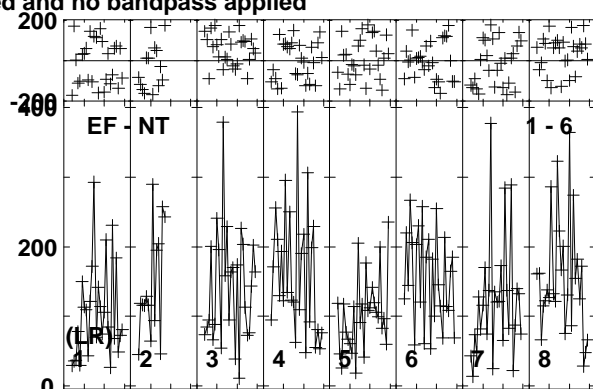 ed and no bandpass applied
200
-200
400
EF - NT 1 - 6
200
(LR)
1 2 3 4 5 6 7 8
0